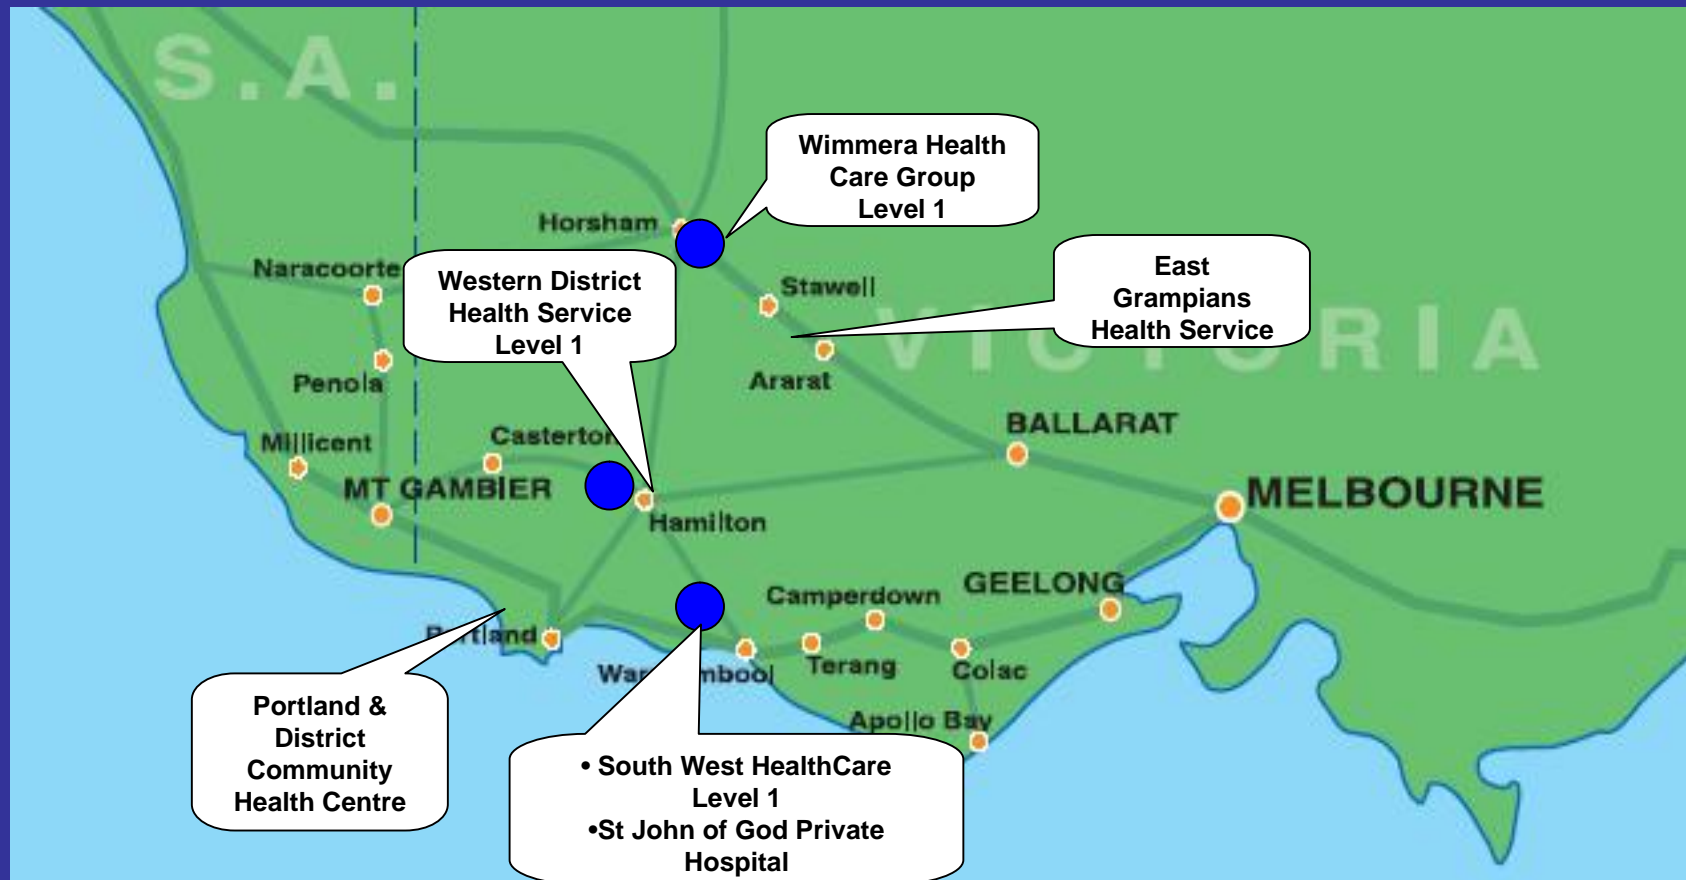 S.A.
Wimmera Health
Care Group
Level 1
Horsham
Naracoorte
Western District
Health Service
Level 1
Stawell
East
Grampians
Health Service
VICTORIA
Penola
Ararat
Millicent
Casterton
BALLARAT
MT GAMBIER
MELBOURNE
Hamilton
GEELONG
Camperdown
Portland
Terang
Colac
Apollo Bay
Portland &
District
Community
Health Centre
• South West HealthCare
Level 1
•St John of God Private
Hospital